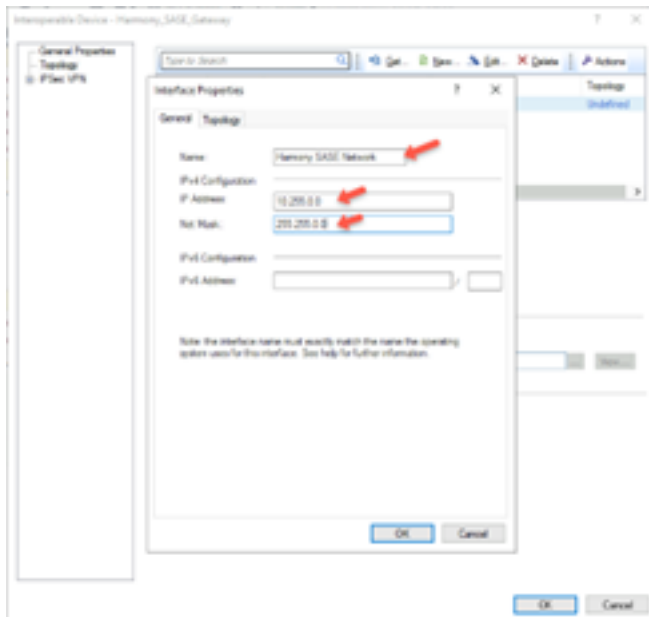 Interoperable Device - Harmony_SASE_Gateway ? X
General Properties
Topology
IPSec VPN
Type to Search
Get... New... Edit... Delete Actions
Topology
Undefined
Interface Properties ? X
General Topology
Name: Harmony SASE Network
IPv4 Configuration
IP Address: 10.255.0.0
Net Mask: 255.255.0.0
IPv6 Configuration
IPv6 Address: /
Note: the interface name must exactly match the name the operating
system uses for this interface. See help for further information.
... New...
OK Cancel
OK Cancel